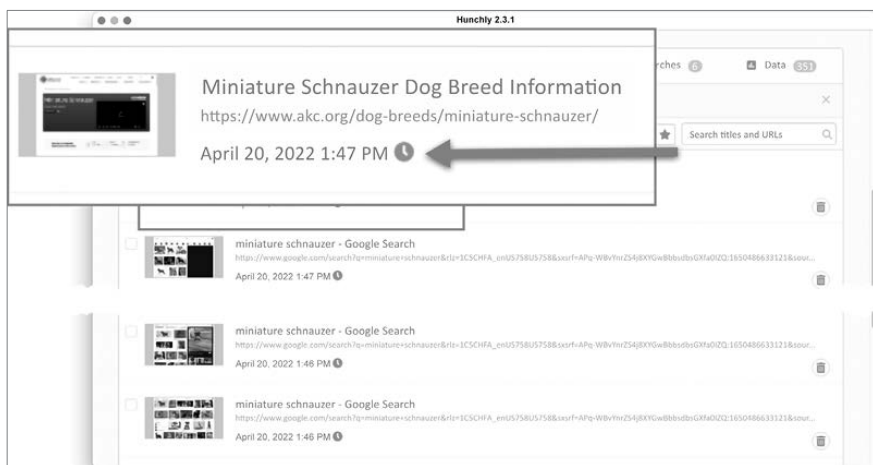 Hunchly 2.3.1
rches 6 Data 351
Miniature Schnauzer Dog Breed Information
https://www.akc.org/dog-breeds/miniature-schnauzer/
Search titles and URLs
April 20, 2022 1:47 PM
miniature schnauzer - Google Search
April 20, 2022 1:47 PM
miniature schnauzer - Google Search
April 20, 2022 1:46 PM
miniature schnauzer - Google Search
April 20, 2022 1:46 PM